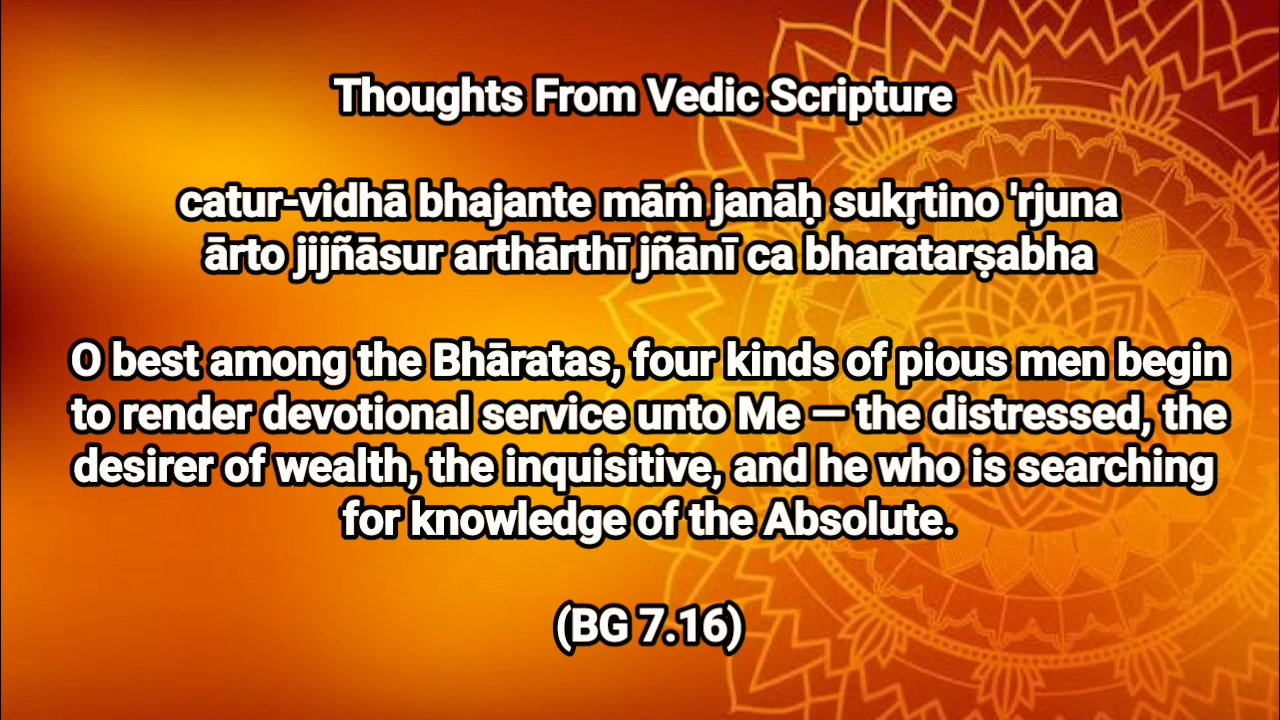 Thoughts From Vedic Scripture
catur-vidhā bhajante māṁ janāḥ sukṛtino 'rjuna
ārto jijñāsur arthārthī jñānī ca bharatarṣabha
O best among the Bhāratas, four kinds of pious men begin
to render devotional service unto Me — the distressed, the
desirer of wealth, the inquisitive, and he who is searching
for knowledge of the Absolute.
(BG 7.16)